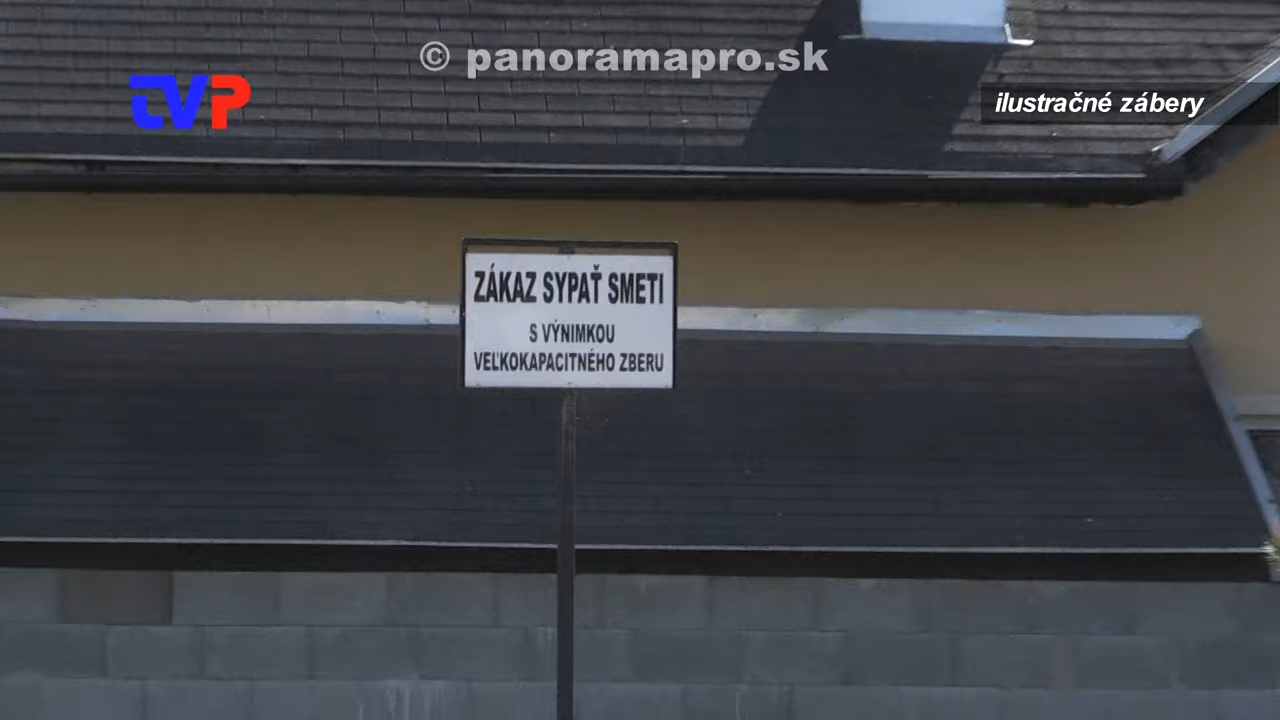 © panoramapro.sk
TVP
ilustračné zábery
ZÁKAZ SYPAŤ SMETI
S VÝNIMKOU
VEĽKOKAPACITNÉHO ZBERU